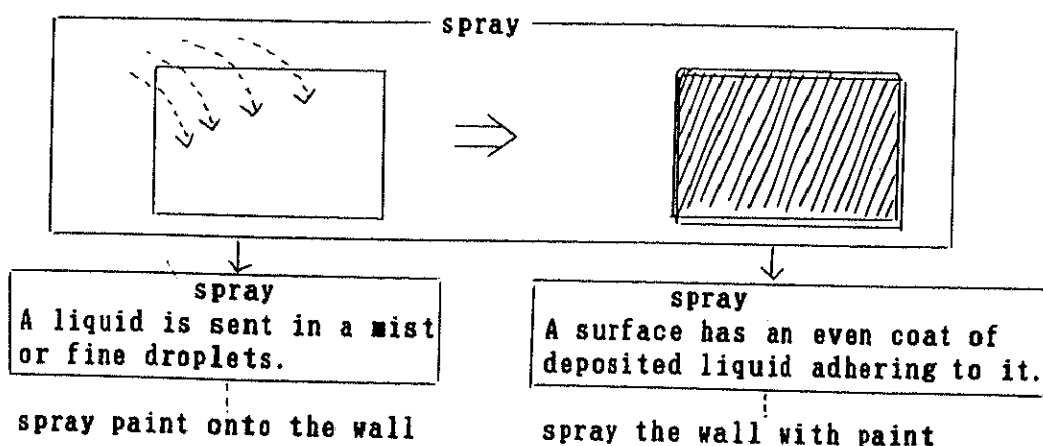 spray
spray
A liquid is sent in a mist
or fine droplets.
spray paint onto the wall
spray
A surface has an even coat of
deposited liquid adhering to it.
spray the wall with paint